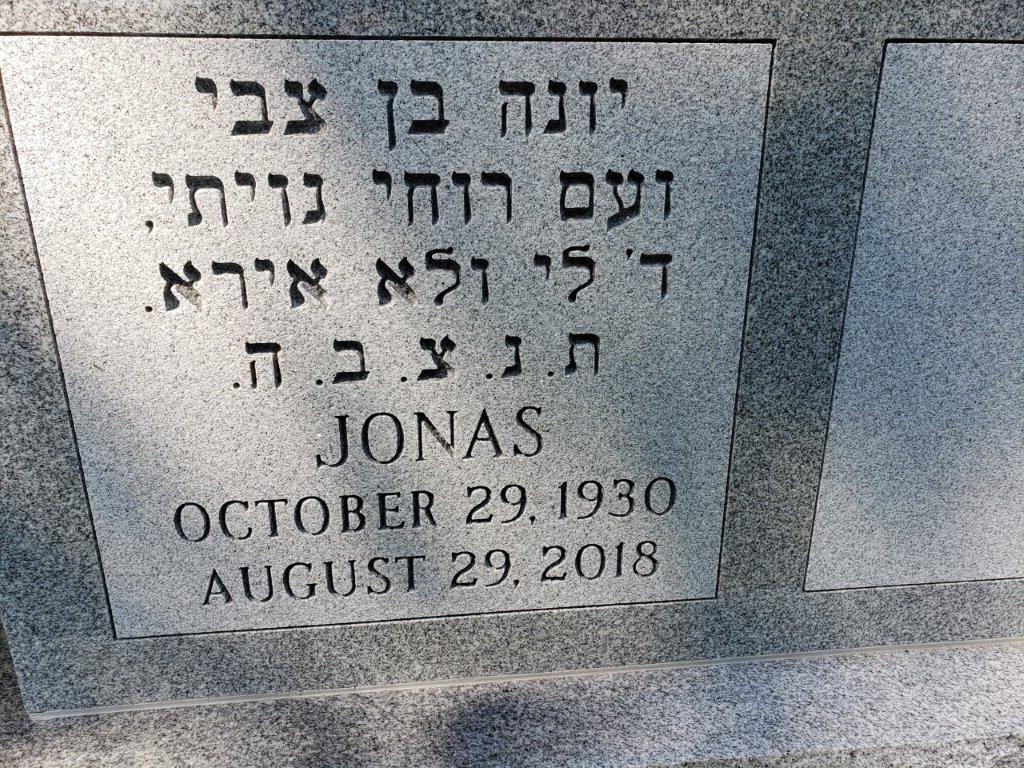 יונה בן צבי
ועם רוחי גויתי,
ד' לי ולא אירא.
ת. נ. צ. ב. ה.
JONAS
OCTOBER 29, 1930
AUGUST 29, 2018